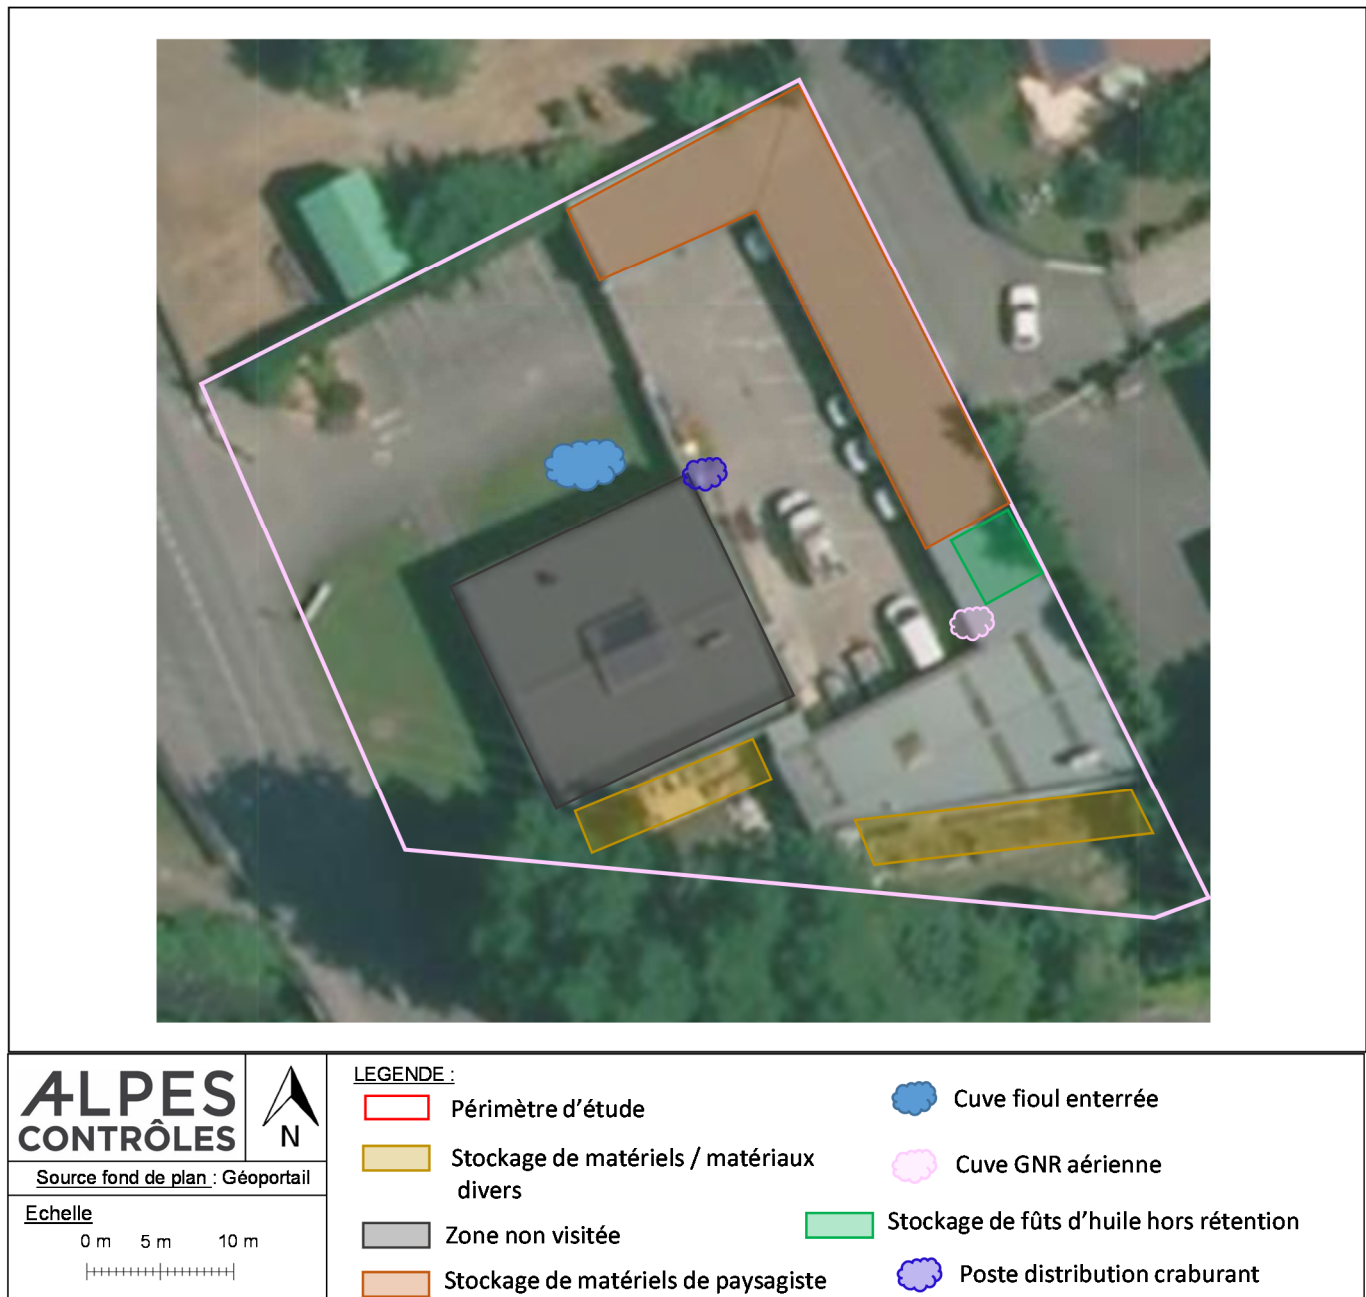 ALPES
CONTRÔLES
N
Source fond de plan : Géoportail
Echelle
0 m 5 m 10 m
LEGENDE :
Périmètre d'étude
Stockage de matériels / matériaux
divers
Zone non visitée
Stockage de matériels de paysagiste
Cuve fioul enterrée
Cuve GNR aérienne
Stockage de fûts d'huile hors rétention
Poste distribution craburant